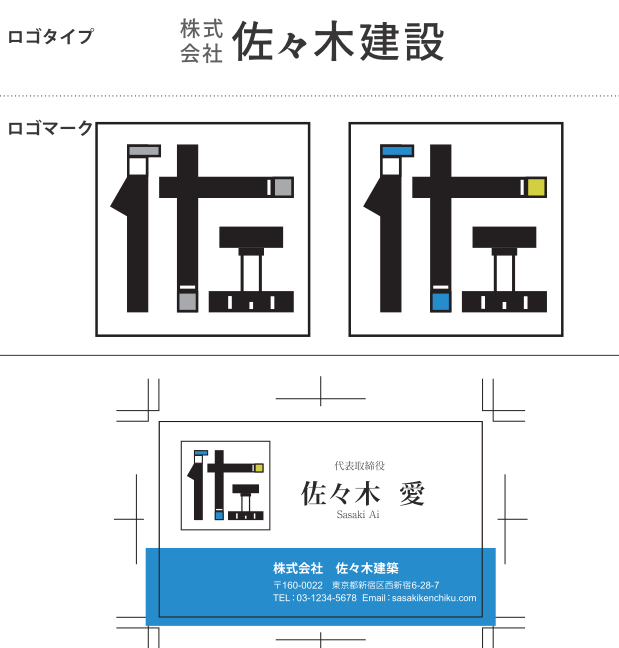 ロゴタイプ
株式会社 佐々木建設
ロゴマーク
佐 佐
佐
代表取締役
佐々木 愛
Sasaki Ai
株式会社 佐々木建築
〒160-0022 東京都新宿区西新宿6-28-7
TEL：03-1234-5678 Email：sasakikenchiku.com